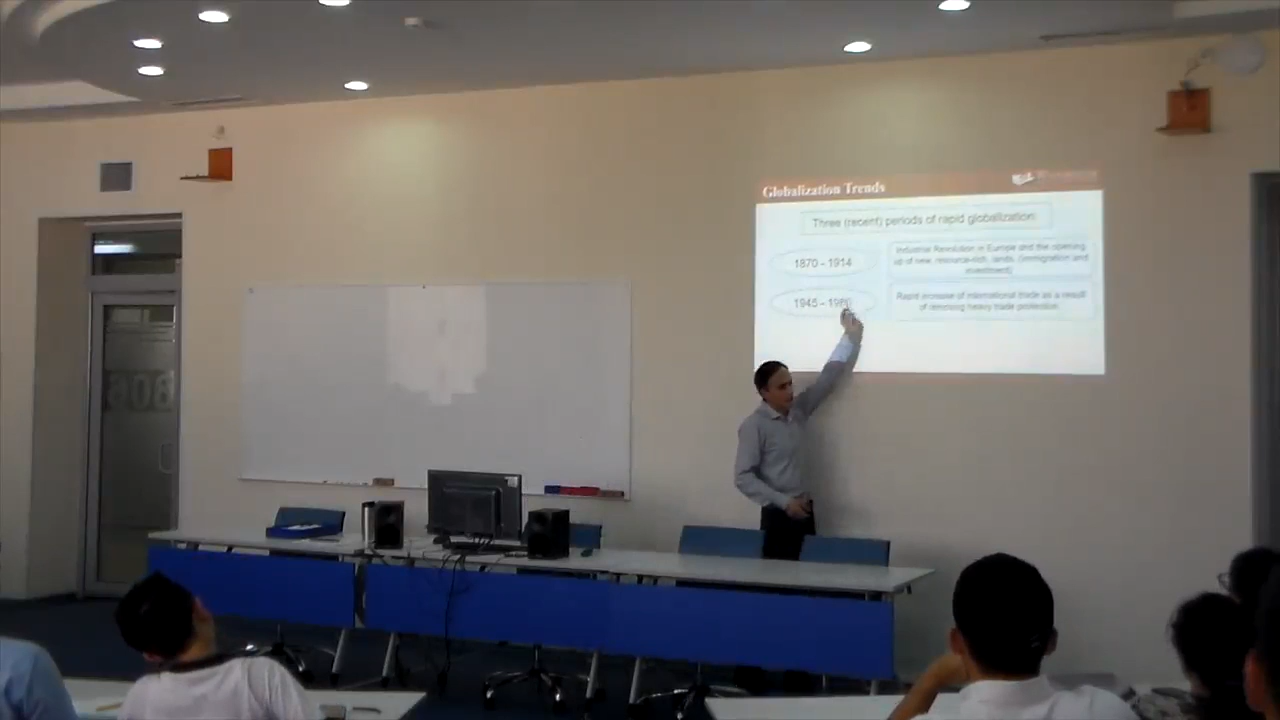 Globalization Trends
Three (recent) periods of rapid globalization:
1870 - 1914
Industrial Revolution in Europe and the opening
up of new, resource-rich, lands. (immigration and
investment)
1945 - 1980
Rapid increase of international trade as a result
of removing heavy trade protection